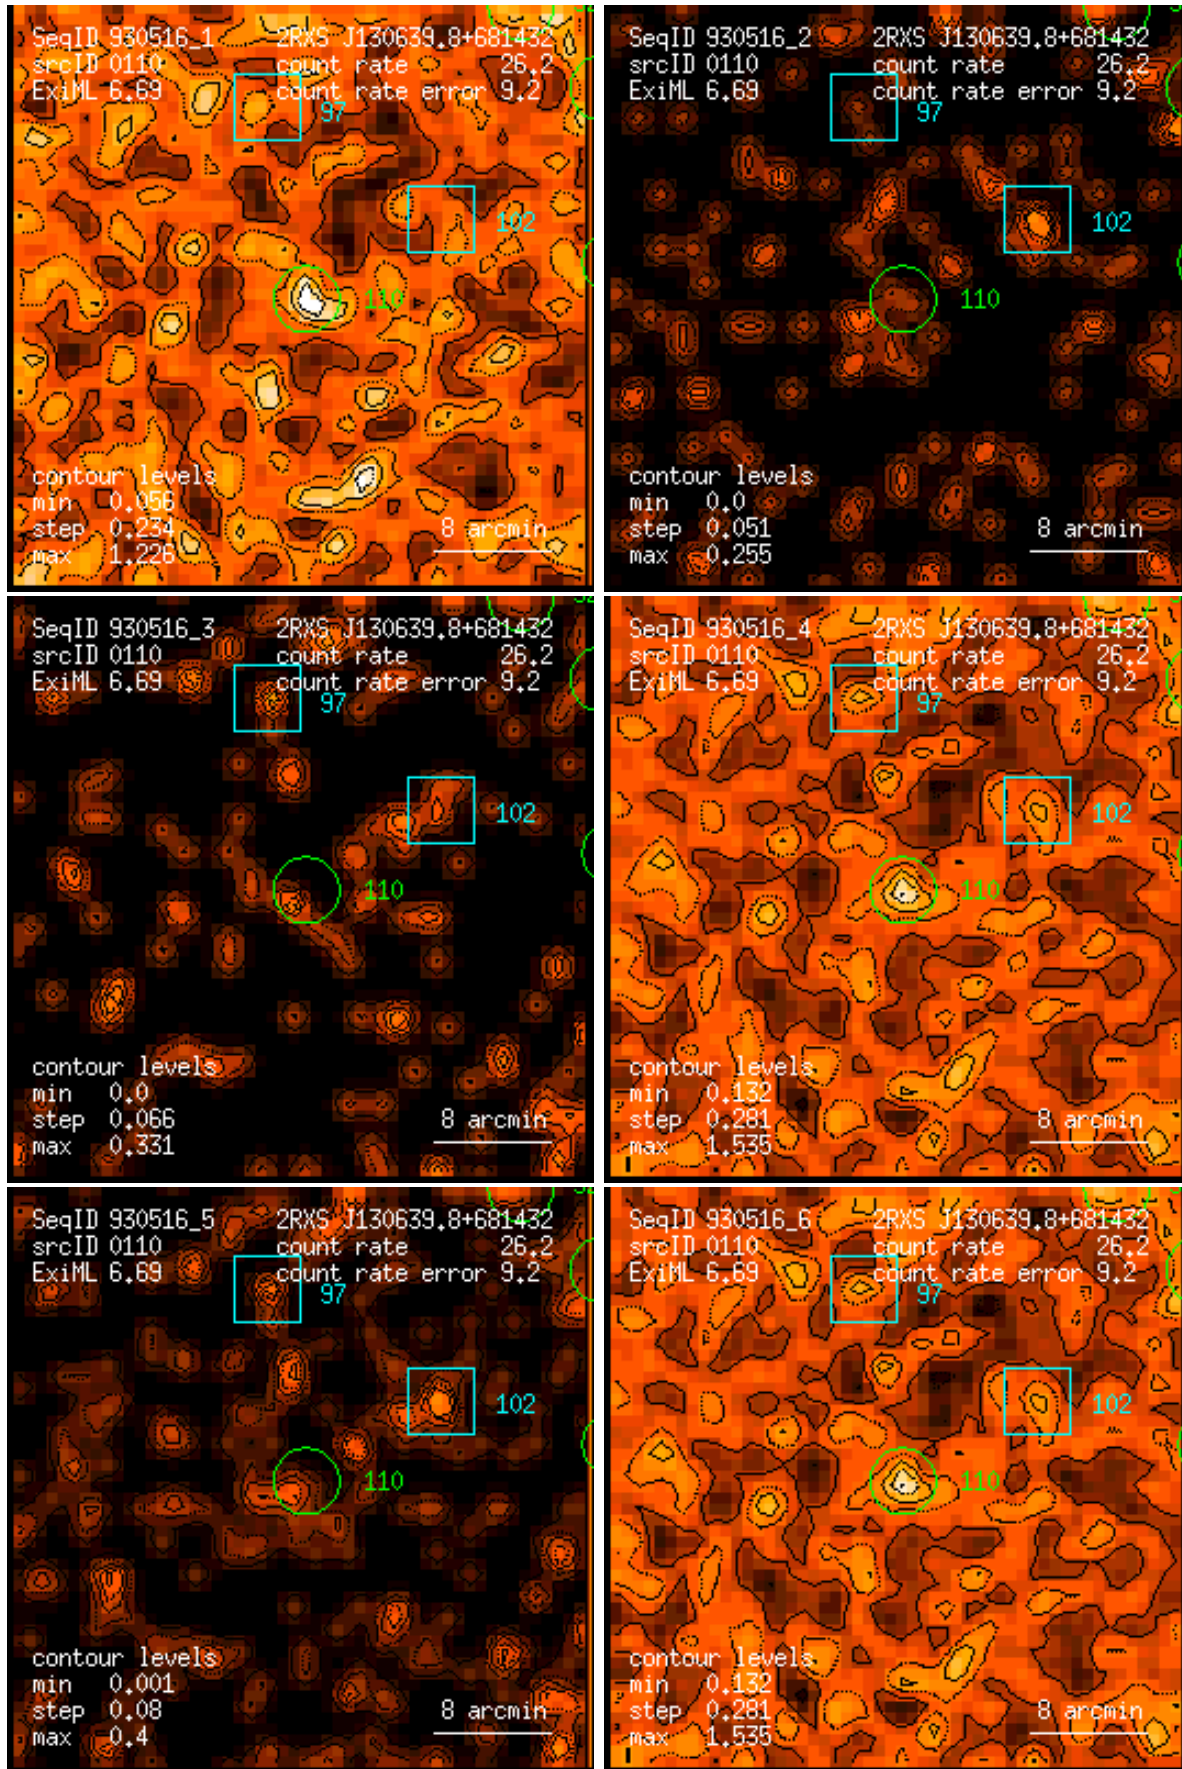 SeqID 930516_1 2RXS J130639.8+681432
srcID 0110 count rate 26.2
ExiML 6.69 count rate error 9.2
97
102
110
contour levels
min 0.056
step 0.234 8 arcmin
max 1.226
SeqID 930516_2 2RXS J130639.8+681432
srcID 0110 count rate 26.2
ExiML 6.69 count rate error 9.2
97
102
110
contour levels
min 0.0
step 0.051 8 arcmin
max 0.255
SeqID 930516_3 2RXS J130639.8+681432
srcID 0110 count rate 26.2
ExiML 6.69 count rate error 9.2
97
102
110
contour levels
min 0.0
step 0.066 8 arcmin
max 0.331
SeqID 930516_4 2RXS J130639.8+681432
srcID 0110 count rate 26.2
ExiML 6.69 count rate error 9.2
97
102
110
contour levels
min 0.132
step 0.281 8 arcmin
max 1.535
SeqID 930516_5 2RXS J130639.8+681432
srcID 0110 count rate 26.2
ExiML 6.69 count rate error 9.2
97
102
110
contour levels
min 0.001
step 0.08 8 arcmin
max 0.4
SeqID 930516_6 2RXS J130639.8+681432
srcID 0110 count rate 26.2
ExiML 6.69 count rate error 9.2
97
102
110
contour levels
min 0.132
step 0.281 8 arcmin
max 1.535